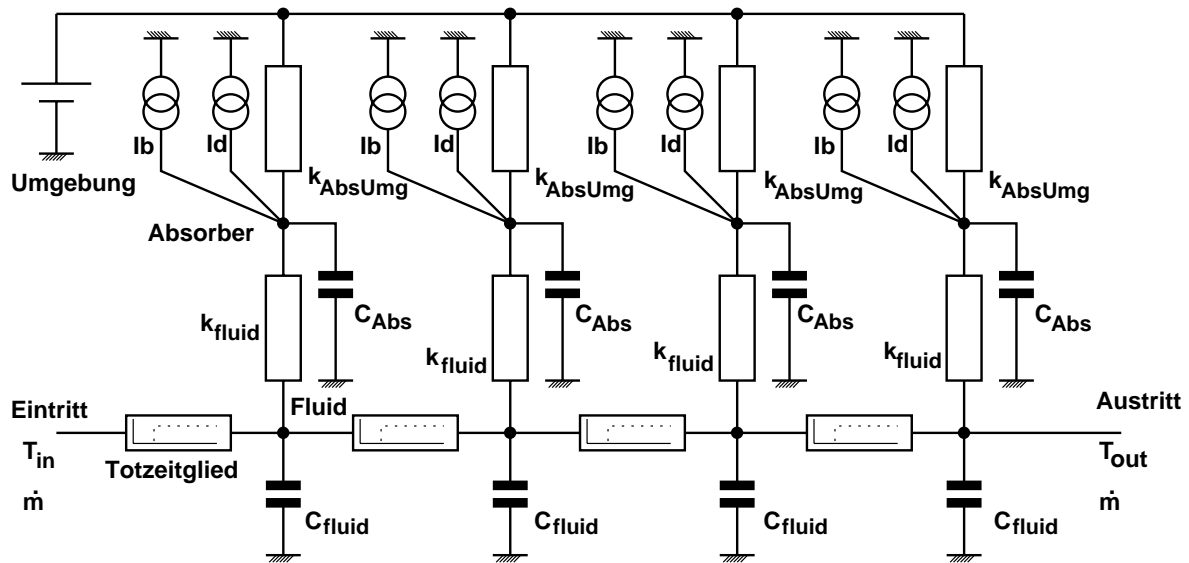 Ib Id Ib Id Ib Id Ib Id
Umgebung
k_AbsUmg k_AbsUmg k_AbsUmg k_AbsUmg
Absorber
C_Abs C_Abs C_Abs C_Abs
k_fluid k_fluid k_fluid k_fluid
Eintritt Fluid Austritt
T_in Totzeitglied T_out
ṁ ṁ
C_fluid C_fluid C_fluid C_fluid